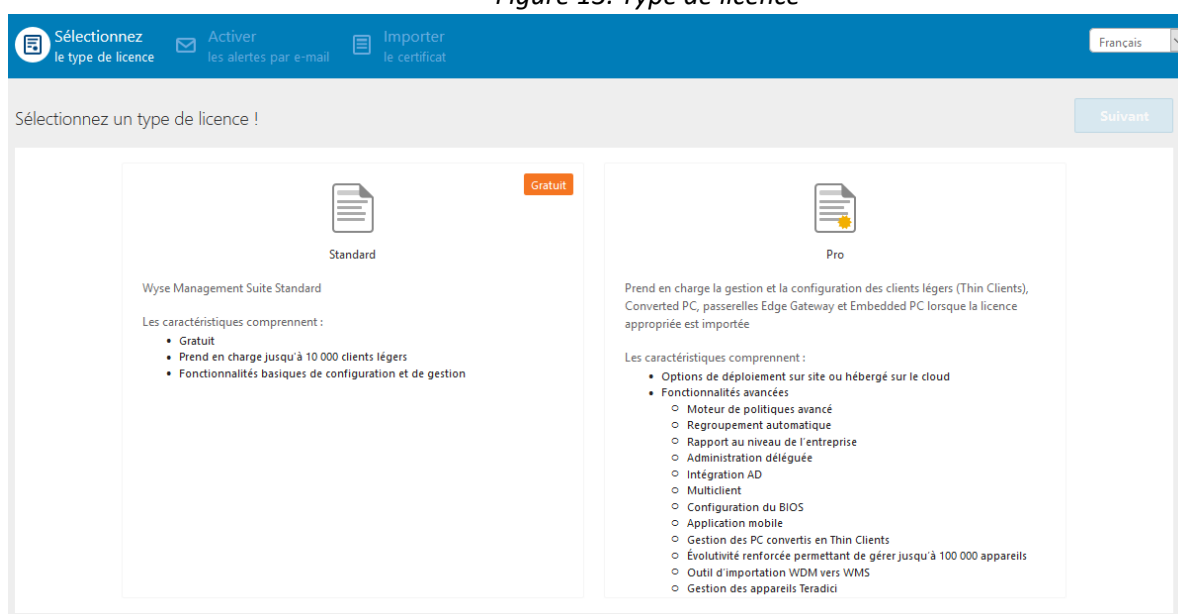 Figure 13: Type de licence
Sélectionnez
le type de licence
Activer
les alertes par e-mail
Importer
le certificat
Français
Sélectionnez un type de licence !
Suivant
Gratuit
Standard
Wyse Management Suite Standard
Les caractéristiques comprennent :
• Gratuit
• Prend en charge jusqu'à 10 000 clients légers
• Fonctionnalités basiques de configuration et de gestion
Pro
Prend en charge la gestion et la configuration des clients légers (Thin Clients),
Converted PC, passerelles Edge Gateway et Embedded PC lorsque la licence
appropriée est importée
Les caractéristiques comprennent :
• Options de déploiement sur site ou hébergé sur le cloud
• Fonctionnalités avancées
○ Moteur de politiques avancé
○ Regroupement automatique
○ Rapport au niveau de l'entreprise
○ Administration déléguée
○ Intégration AD
○ Multiclient
○ Configuration du BIOS
○ Application mobile
○ Gestion des PC convertis en Thin Clients
○ Évolutivité renforcée permettant de gérer jusqu'à 100 000 appareils
○ Outil d'importation WDM vers WMS
○ Gestion des appareils Teradici